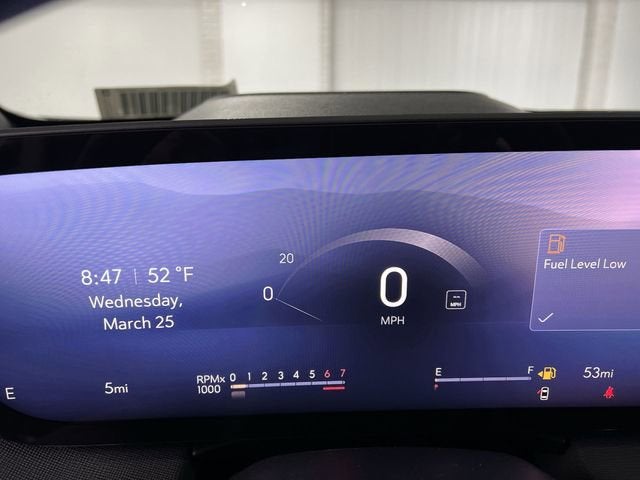 8:47 | 52 °F
Wednesday,
March 25
20
0
0
MPH
--
MPH
Fuel Level Low
E
5mi
RPMx
1000
0 1 2 3 4 5 6 7
E F
53mi